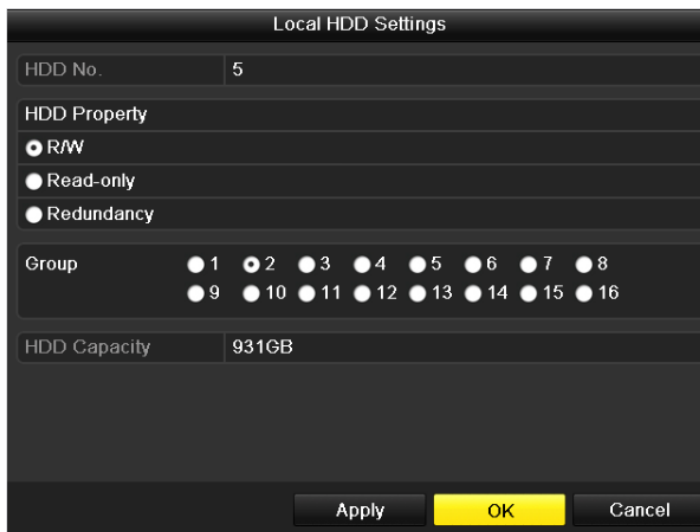 Local HDD Settings
HDD No. 5
HDD Property
R/W
Read-only
Redundancy
Group 1 2 3 4 5 6 7 8
9 10 11 12 13 14 15 16
HDD Capacity 931GB
Apply OK Cancel